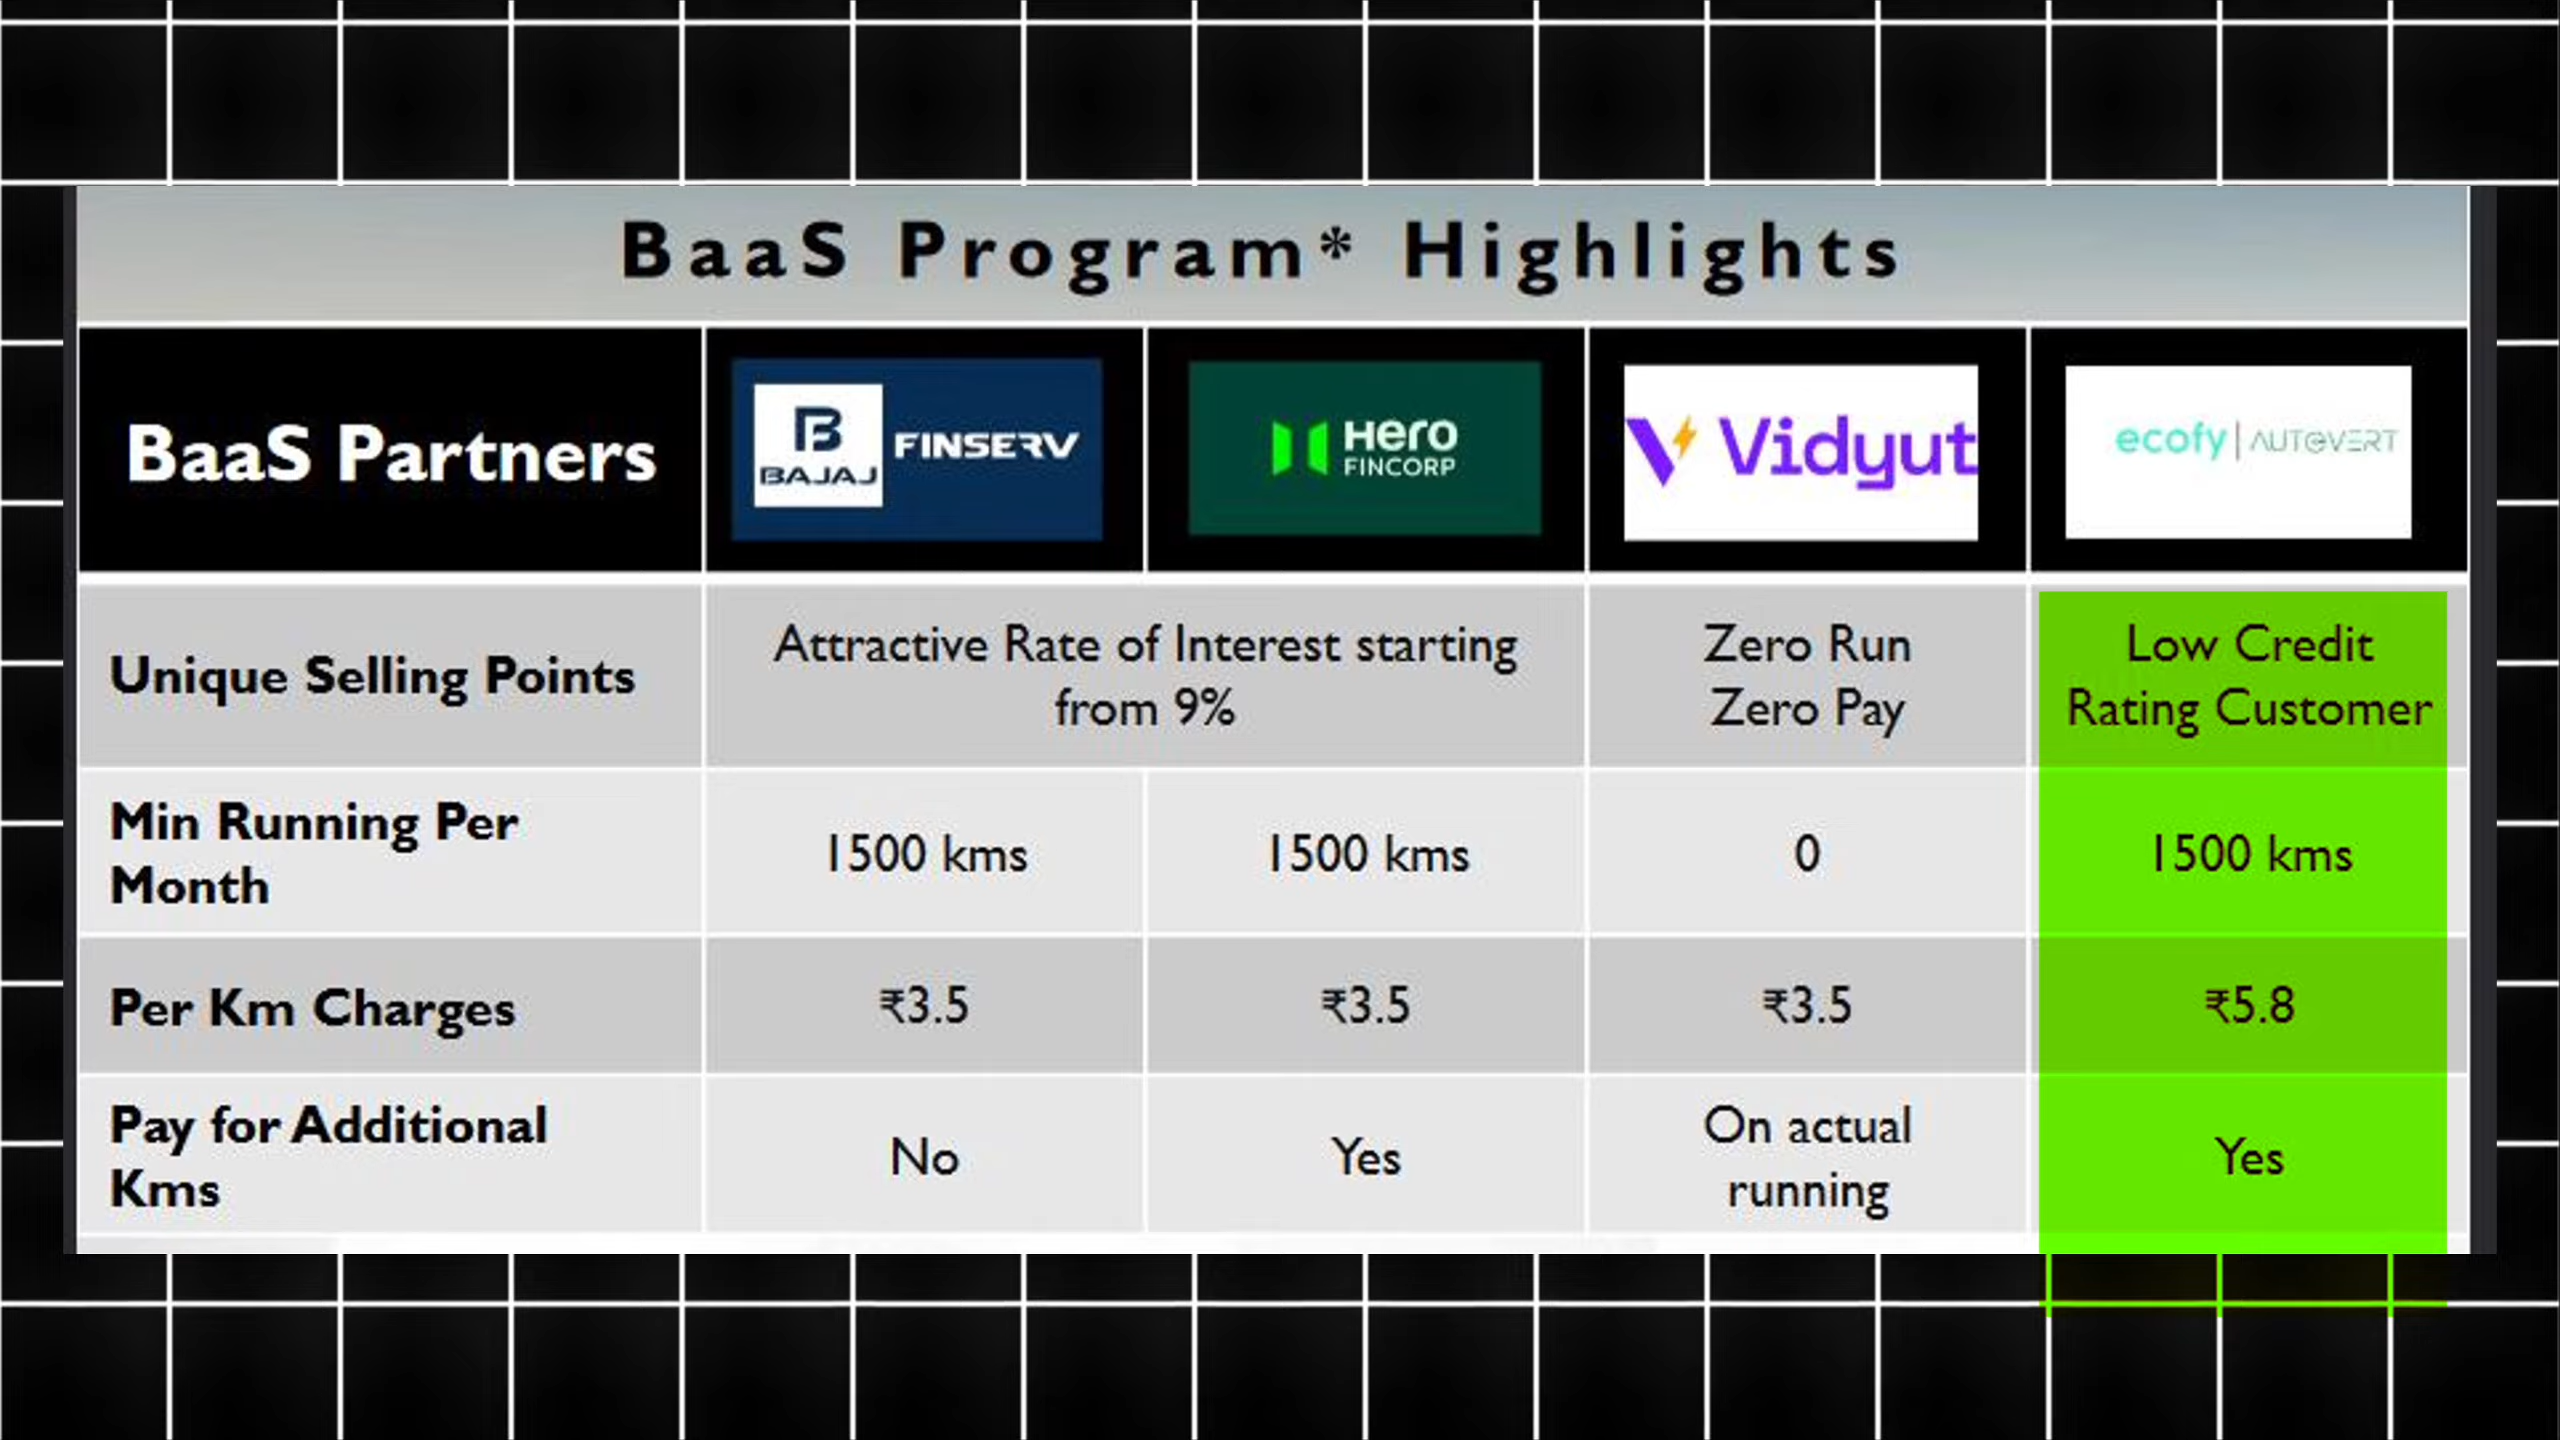 BaaS Program* Highlights
BaaS Partners
B
BAJAJ
FINSERV
Hero
FINCORP
Vidyut
ecofy | AUTOVERT
Unique Selling Points
Attractive Rate of Interest starting
from 9%
Zero Run
Zero Pay
Low Credit
Rating Customer
Min Running Per
Month
1500 kms
1500 kms
0
1500 kms
Per Km Charges
₹3.5
₹3.5
₹3.5
₹5.8
Pay for Additional
Kms
No
Yes
On actual
running
Yes